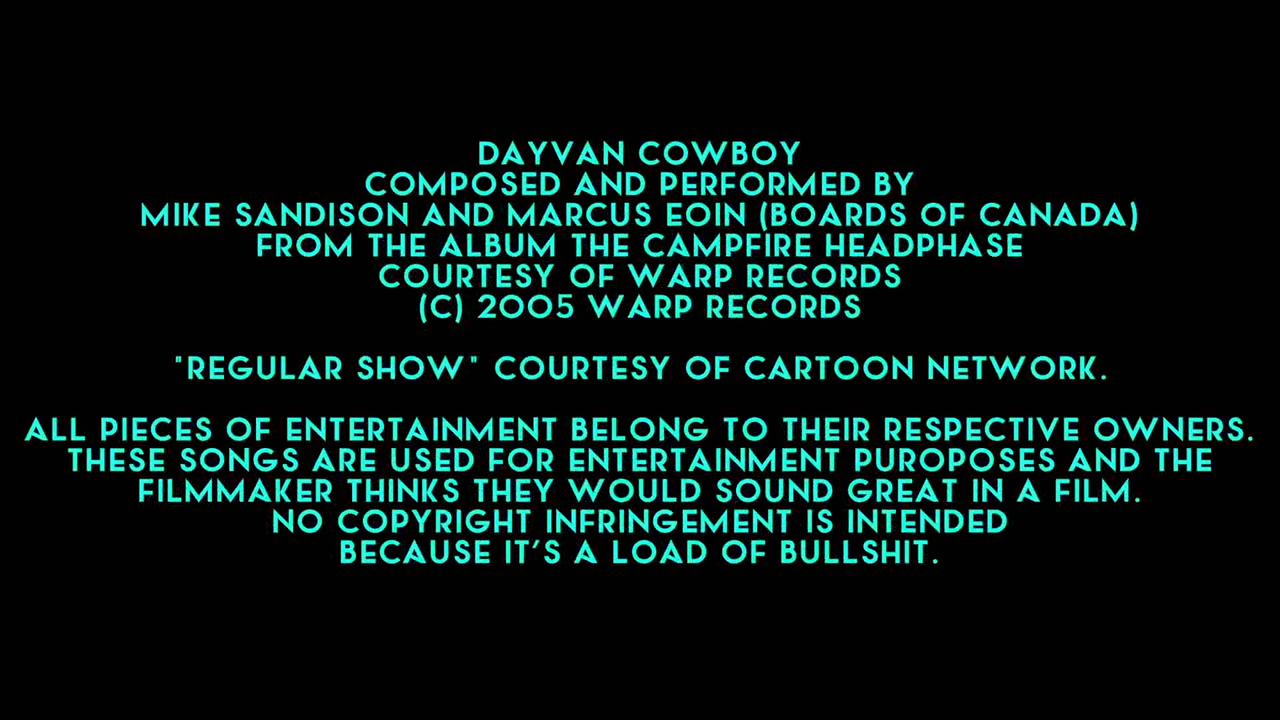 DAYVAN COWBOY
COMPOSED AND PERFORMED BY
MIKE SANDISON AND MARCUS EOIN (BOARDS OF CANADA)
FROM THE ALBUM THE CAMPFIRE HEADPHASE
COURTESY OF WARP RECORDS
(C) 2005 WARP RECORDS
"REGULAR SHOW" COURTESY OF CARTOON NETWORK.
ALL PIECES OF ENTERTAINMENT BELONG TO THEIR RESPECTIVE OWNERS.
THESE SONGS ARE USED FOR ENTERTAINMENT PUROPOSES AND THE
FILMMAKER THINKS THEY WOULD SOUND GREAT IN A FILM.
NO COPYRIGHT INFRINGEMENT IS INTENDED
BECAUSE IT'S A LOAD OF BULLSHIT.